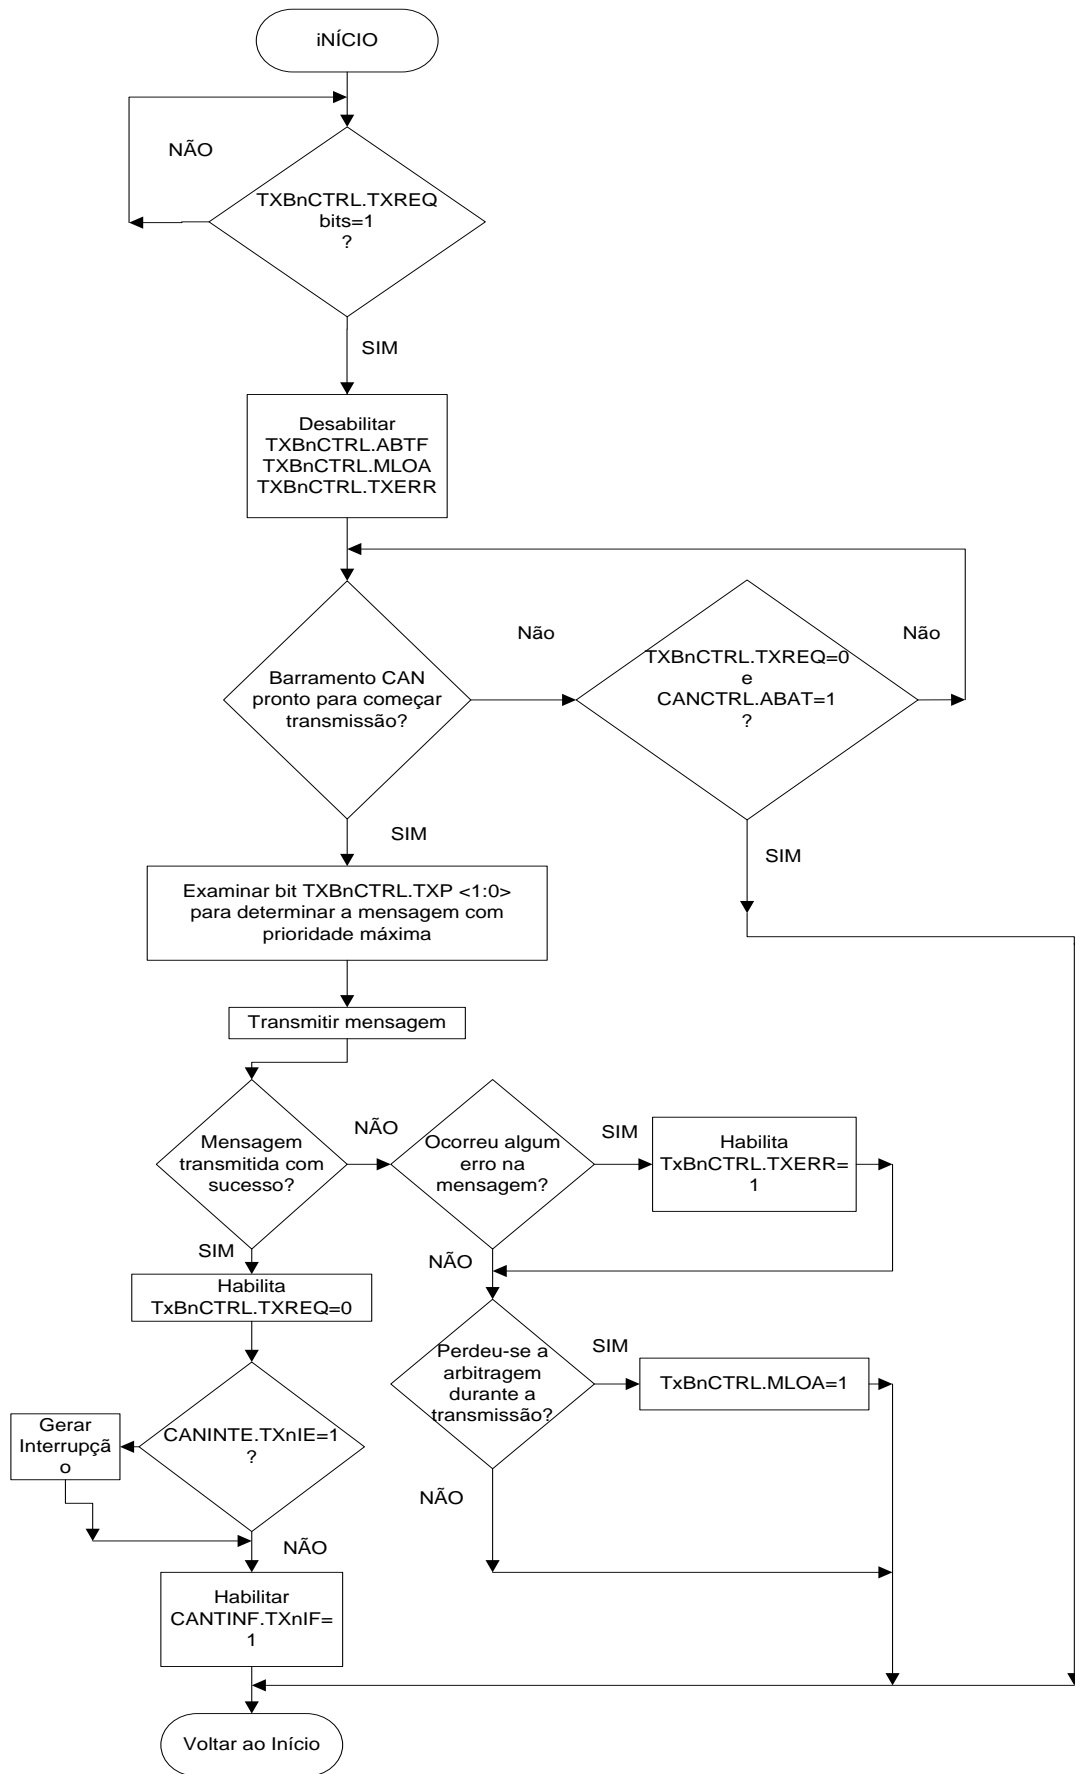 iNÍCIO
NÃO
TXBnCTRL.TXREQ
bits=1
?
SIM
Desabilitar
TXBnCTRL.ABTF
TXBnCTRL.MLOA
TXBnCTRL.TXERR
Barramento CAN
pronto para começar
transmissão?
Não
TXBnCTRL.TXREQ=0
e
CANCTRL.ABAT=1
?
Não
SIM
SIM
Examinar bit TXBnCTRL.TXP <1:0>
para determinar a mensagem com
prioridade máxima
Transmitir mensagem
Mensagem
transmitida com
sucesso?
NÃO
Ocorreu algum
erro na
mensagem?
SIM
Habilita
TxBnCTRL.TXERR=
1
SIM
NÃO
Habilita
TxBnCTRL.TXREQ=0
Perdeu-se a
arbitragem
durante a
transmissão?
SIM
TxBnCTRL.MLOA=1
Gerar
Interrupçã
o
CANINTE.TXnIE=1
?
NÃO
NÃO
Habilitar
CANTINF.TXnIF=
1
Voltar ao Início